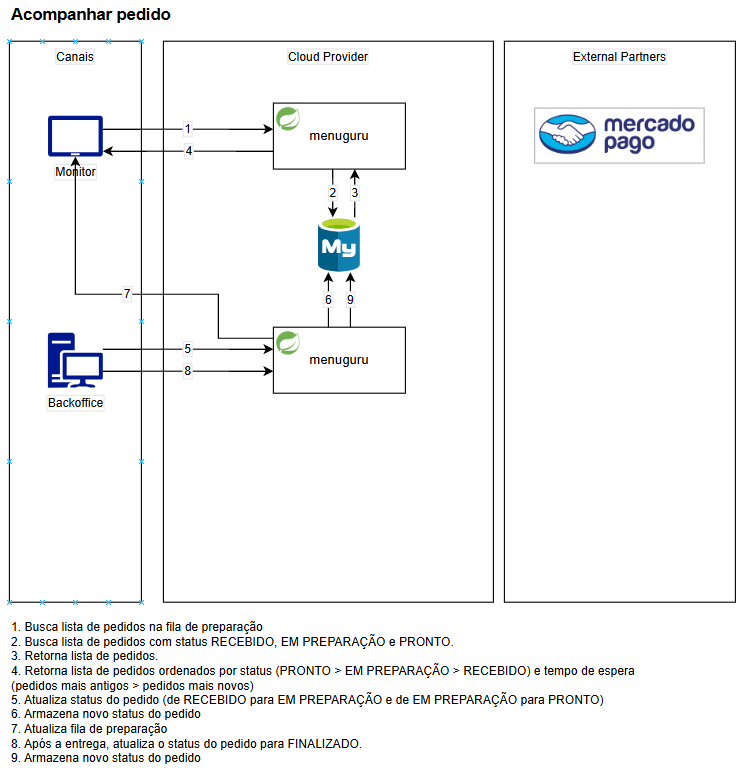 Acompanhar pedido
Canais
Cloud Provider
External Partners
1
menuguru
mercado
pago
4
Monitor
2
3
My
7
6
9
5
menuguru
8
Backoffice
1. Busca lista de pedidos na fila de preparação
2. Busca lista de pedidos com status RECEBIDO, EM PREPARAÇÃO e PRONTO.
3. Retorna lista de pedidos.
4. Retorna lista de pedidos ordenados por status (PRONTO > EM PREPARAÇÃO > RECEBIDO) e tempo de espera
(pedidos mais antigos > pedidos mais novos)
5. Atualiza status do pedido (de RECEBIDO para EM PREPARAÇÃO e de EM PREPARAÇÃO para PRONTO)
6. Armazena novo status do pedido
7. Atualiza fila de preparação
8. Após a entrega, atualiza o status do pedido para FINALIZADO.
9. Armazena novo status do pedido